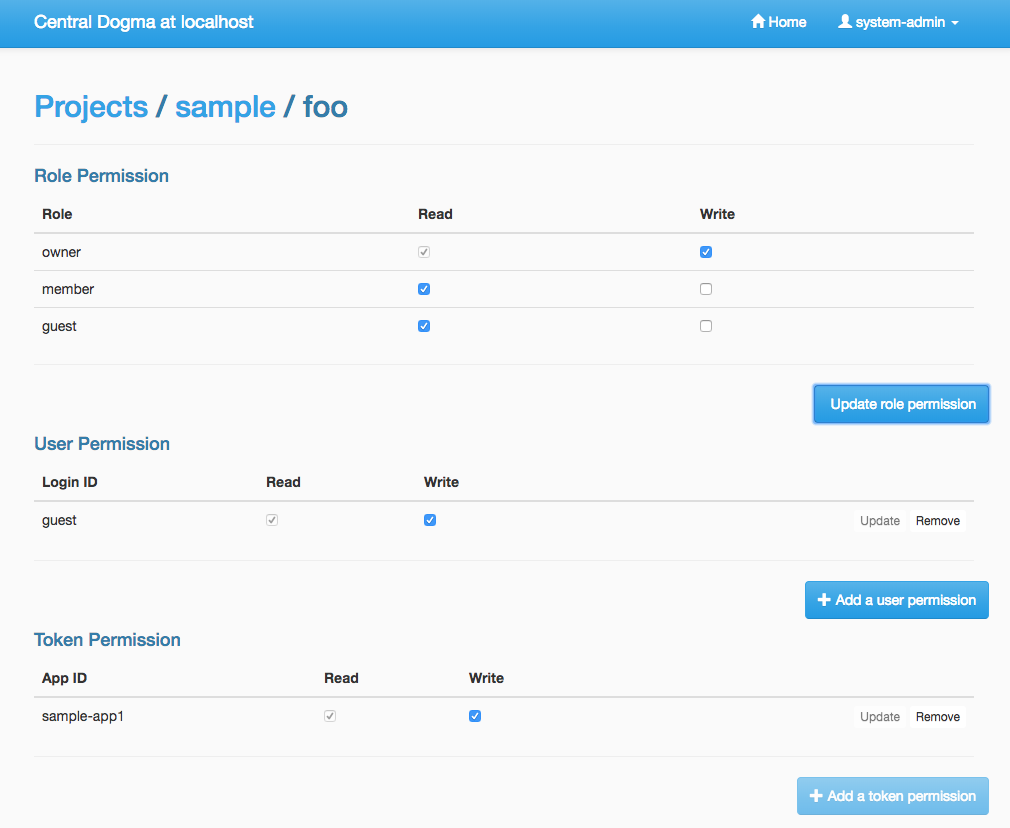 Central Dogma at localhost Home system-admin
Projects / sample / foo
Role Permission
Role Read Write
owner
member
guest
Update role permission
User Permission
Login ID Read Write
guest Update Remove
Add a user permission
Token Permission
App ID Read Write
sample-app1 Update Remove
Add a token permission